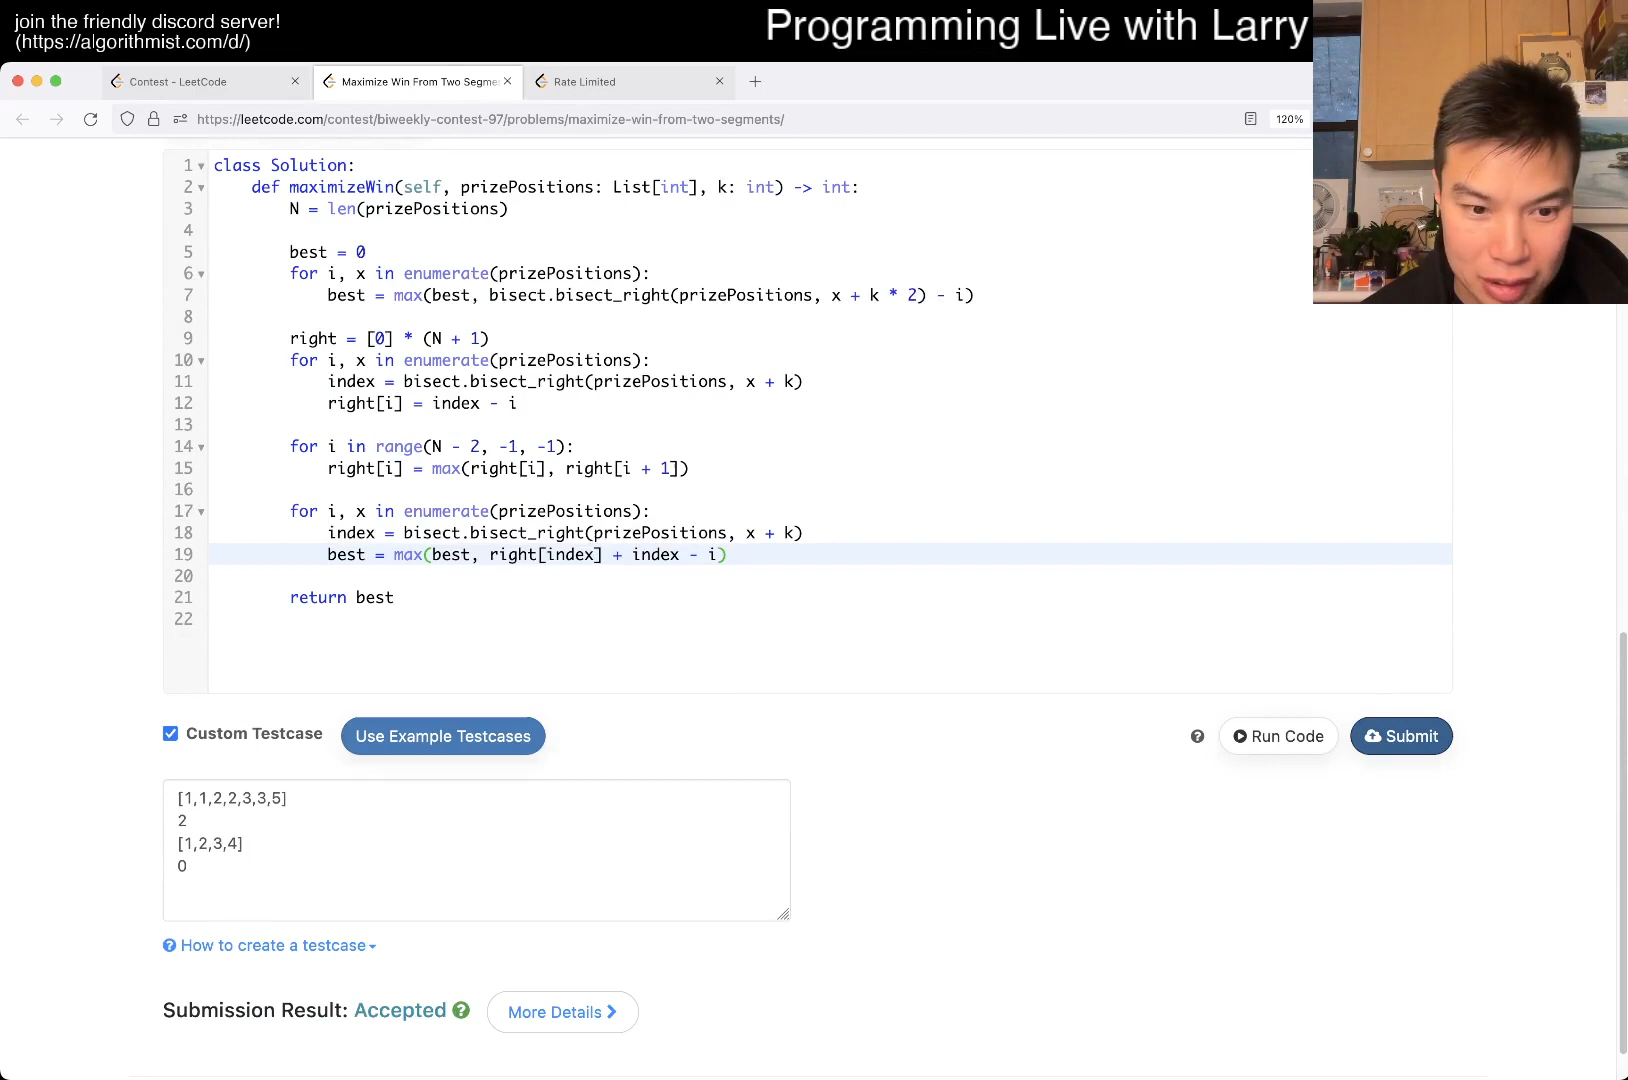 join the friendly discord server!
(https://algorithmist.com/d/)
Programming Live with Larry
Contest - LeetCode
Maximize Win From Two Segme
Rate Limited
https://leetcode.com/contest/biweekly-contest-97/problems/maximize-win-from-two-segments/
120%
1 class Solution:
2 def maximizeWin(self, prizePositions: List[int], k: int) -> int:
3 N = len(prizePositions)
4
5 best = 0
6 for i, x in enumerate(prizePositions):
7 best = max(best, bisect.bisect_right(prizePositions, x + k * 2) - i)
8
9 right = [0] * (N + 1)
10 for i, x in enumerate(prizePositions):
11 index = bisect.bisect_right(prizePositions, x + k)
12 right[i] = index - i
13
14 for i in range(N - 2, -1, -1):
15 right[i] = max(right[i], right[i + 1])
16
17 for i, x in enumerate(prizePositions):
18 index = bisect.bisect_right(prizePositions, x + k)
19 best = max(best, right[index] + index - i)
20
21 return best
22
Custom Testcase
Use Example Testcases
Run Code
Submit
[1,1,2,2,3,3,5]
2
[1,2,3,4]
0
How to create a testcase
Submission Result: Accepted
More Details